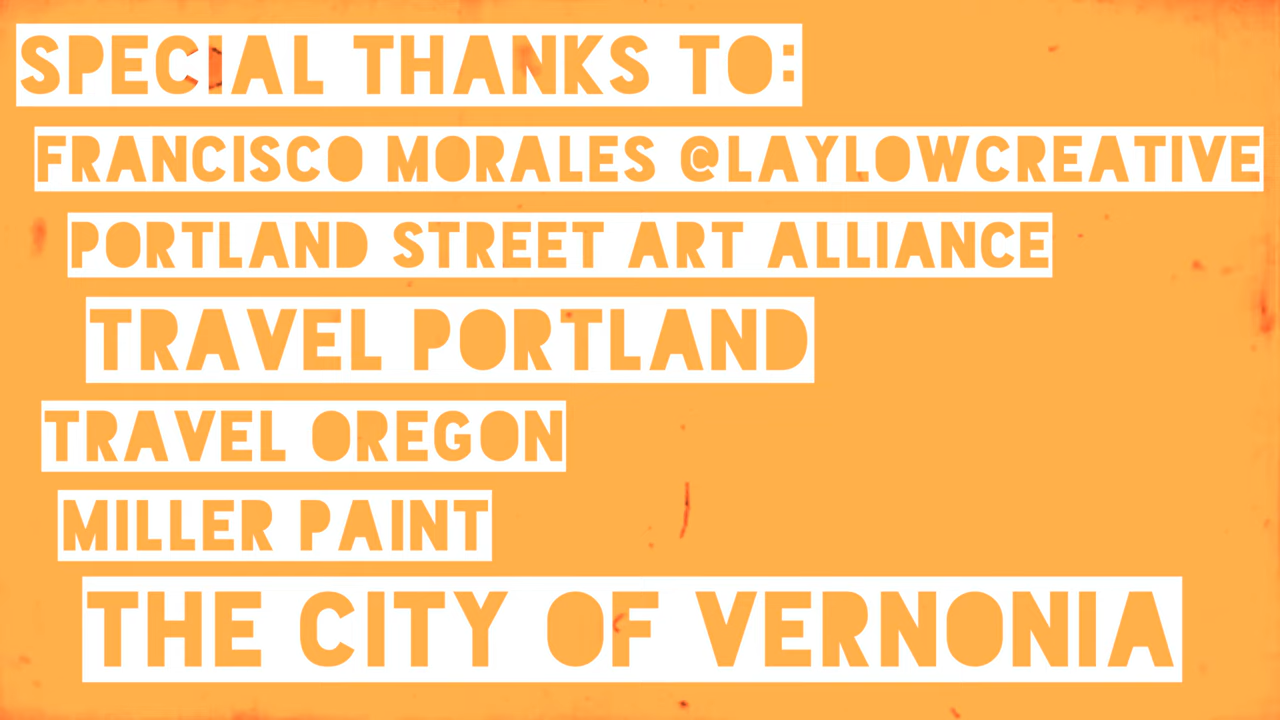 SPECIAL THANKS TO:
FRANCISCO MORALES @LAYLOWCREATIVE
PORTLAND STREET ART ALLIANCE
TRAVEL PORTLAND
TRAVEL OREGON
MILLER PAINT
THE CITY OF VERNONIA